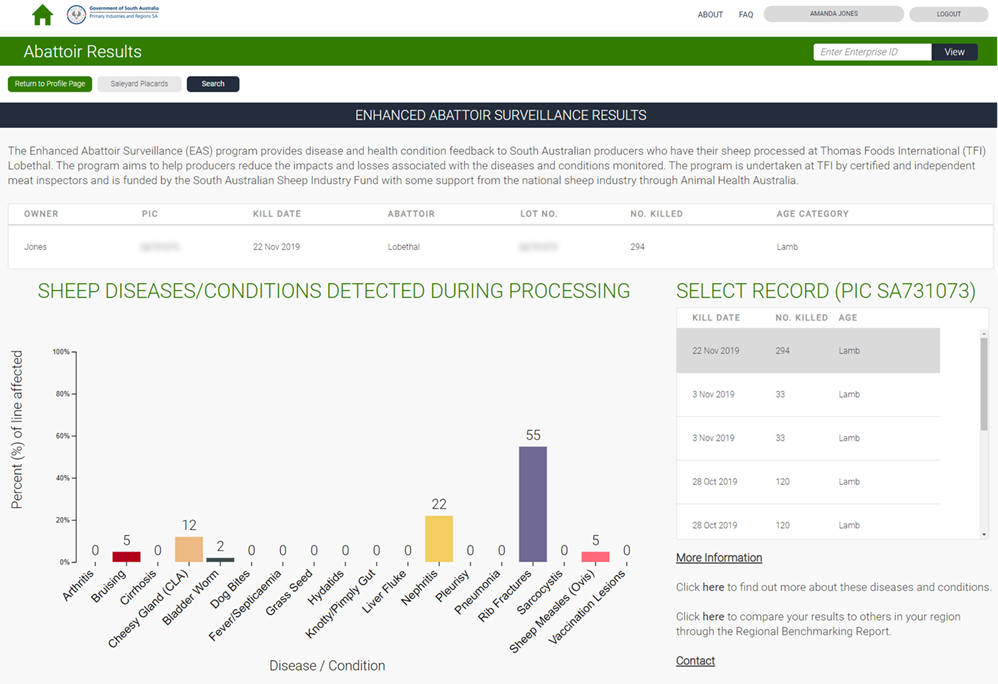 Government of South Australia
Primary Industries and Regions SA
ABOUT FAQ AMANDA JONES LOGOUT
Abattoir Results
Enter Enterprise ID View
Return to Profile Page Saleyard Placards Search
ENHANCED ABATTOIR SURVEILLANCE RESULTS
The Enhanced Abattoir Surveillance (EAS) program provides disease and health condition feedback to South Australian producers who have their sheep processed at Thomas Foods International (TFI)
Lobethal. The program aims to help producers reduce the impacts and losses associated with the diseases and conditions monitored. The program is undertaken at TFI by certified and independent
meat inspectors and is funded by the South Australian Sheep Industry Fund with some support from the national sheep industry through Animal Health Australia.
OWNER PIC KILL DATE ABATTOIR LOT NO. NO. KILLED AGE CATEGORY
Jones 22 Nov 2019 Lobethal 294 Lamb
SHEEP DISEASES/CONDITIONS DETECTED DURING PROCESSING
Percent (%) of line affected
100%
80%
60%
40%
20%
0%
0 5 0 12 2 0 0 0 0 0 0 22 0 0 55 0 5 0
Arthritis
Bruising
Cirrhosis
Cheesy Gland (CLA)
Bladder Worm
Dog Bites
Fever/Septicaemia
Grass Seed
Hydatids
Knotty/Pimply Gut
Liver Fluke
Nephritis
Pleurisy
Pneumonia
Rib Fractures
Sarcocystis
Sheep Measles (Ovis)
Vaccination Lesions
Disease / Condition
SELECT RECORD (PIC SA731073)
KILL DATE NO. KILLED AGE
22 Nov 2019 294 Lamb
3 Nov 2019 33 Lamb
3 Nov 2019 33 Lamb
28 Oct 2019 120 Lamb
28 Oct 2019 120 Lamb
More Information
Click here to find out more about these diseases and conditions.
Click here to compare your results to others in your region
through the Regional Benchmarking Report.
Contact